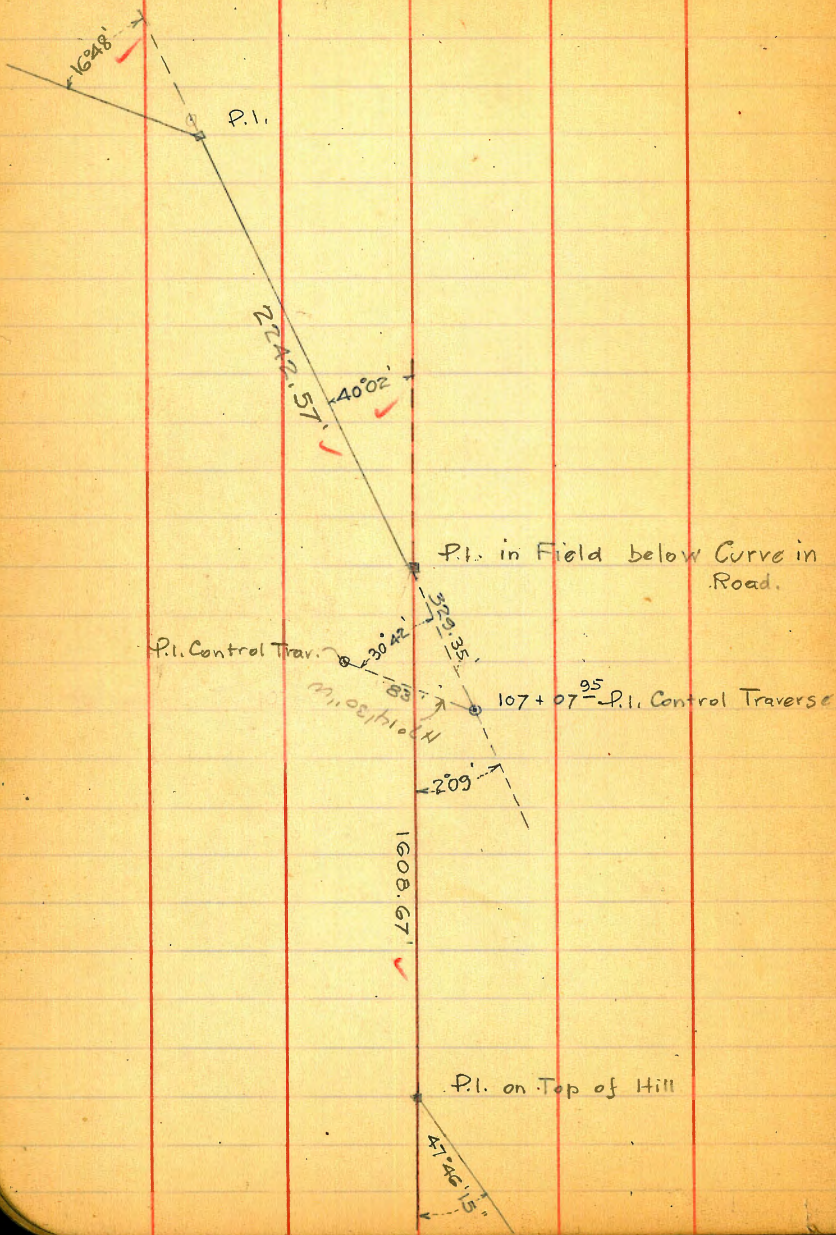 16°48'
P.I.
2242.57'
40°02'
P.I. in Field below Curve in
Road.
329.35'
30°42'
P.I. Control Trav.
.83'
107 + 07 95 P.I. Control Traverse
2°09'
1608.67'
P.I. on Top of Hill
47°46'15"